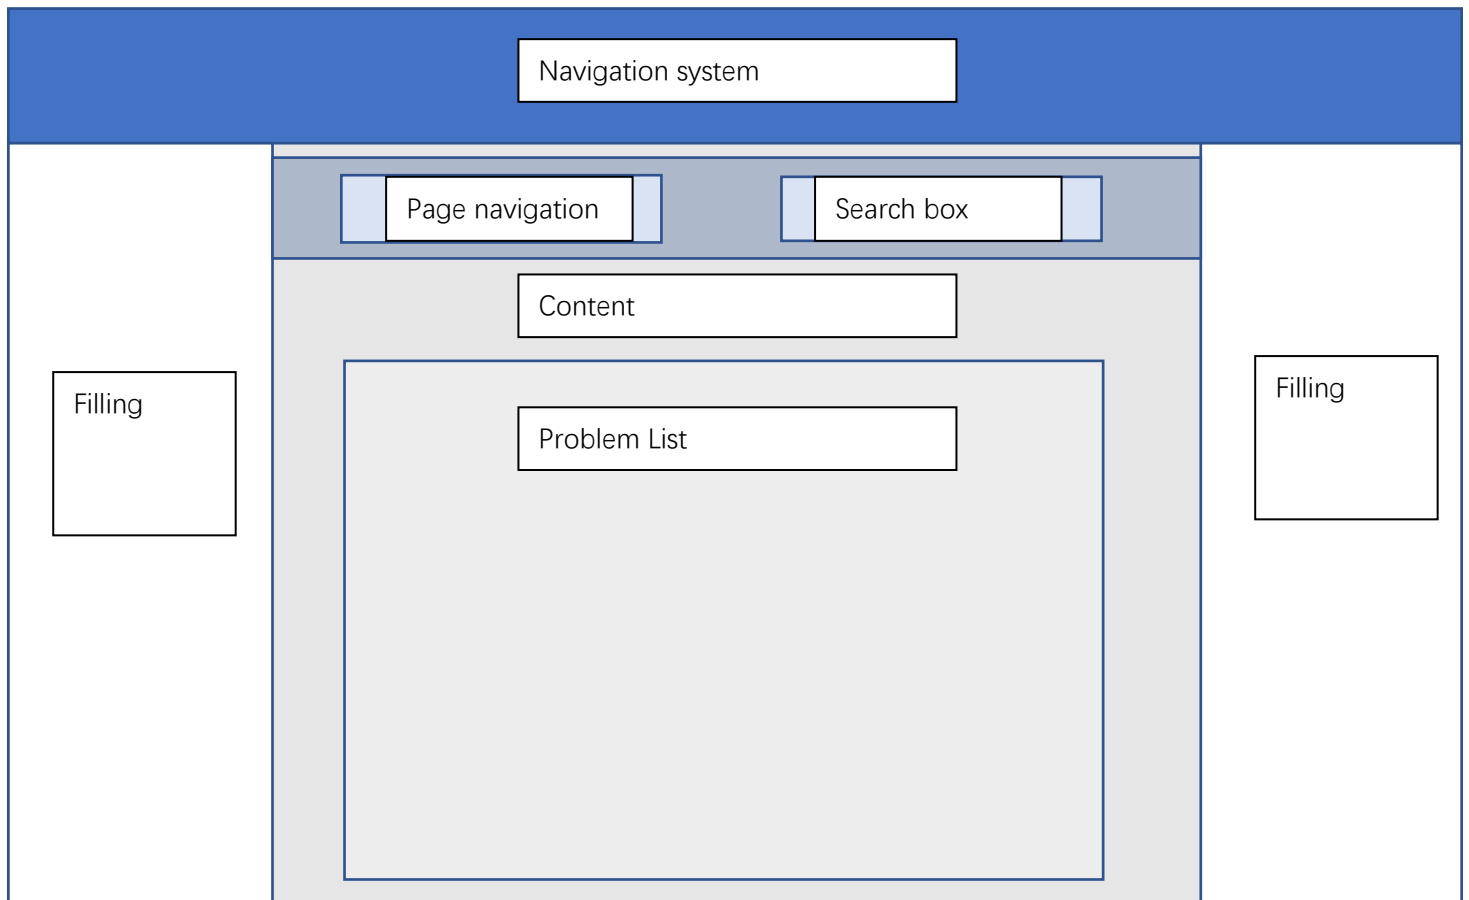 Navigation system
Page navigation
Search box
Content
Filling
Filling
Problem List